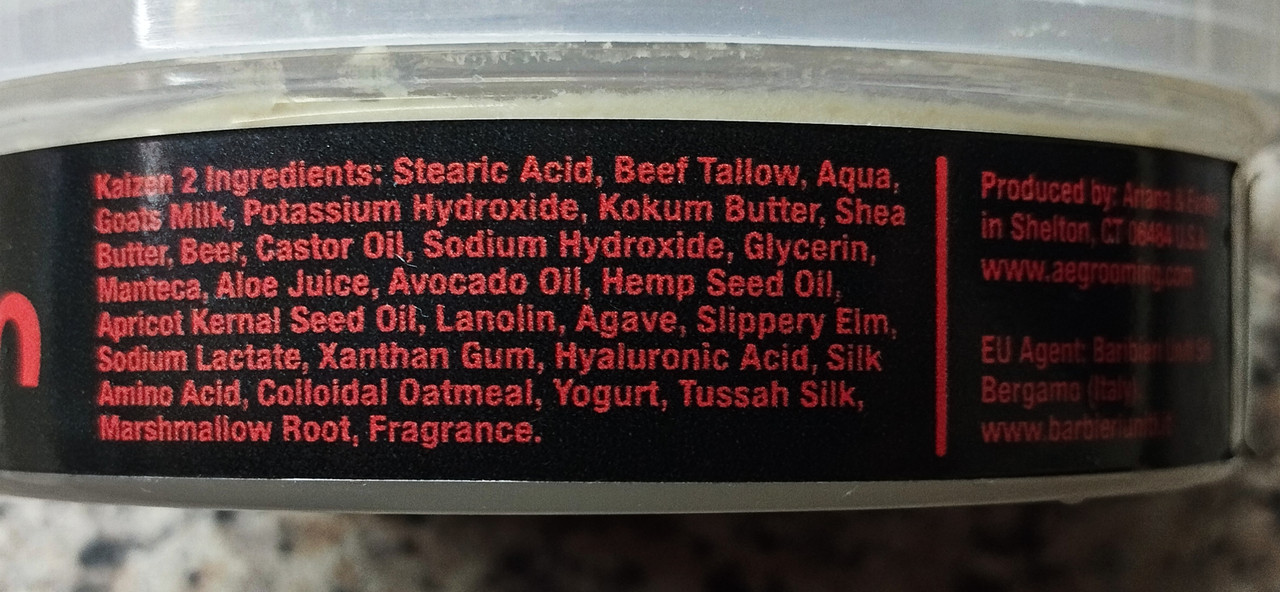 Kaizen 2 Ingredients: Stearic Acid, Beef Tallow, Aqua,
Goats Milk, Potassium Hydroxide, Kokum Butter, Shea
Butter, Beer, Castor Oil, Sodium Hydroxide, Glycerin,
Manteca, Aloe Juice, Avocado Oil, Hemp Seed Oil,
Apricot Kernal Seed Oil, Lanolin, Agave, Slippery Elm,
Sodium Lactate, Xanthan Gum, Hyaluronic Acid, Silk
Amino Acid, Colloidal Oatmeal, Yogurt, Tussah Silk,
Marshmallow Root, Fragrance.
Produced by: Ariana &
in Shelton, CT 06484 U.S.A.
www.aegrooming.com
EU Agent:
Bergamo (Italy)